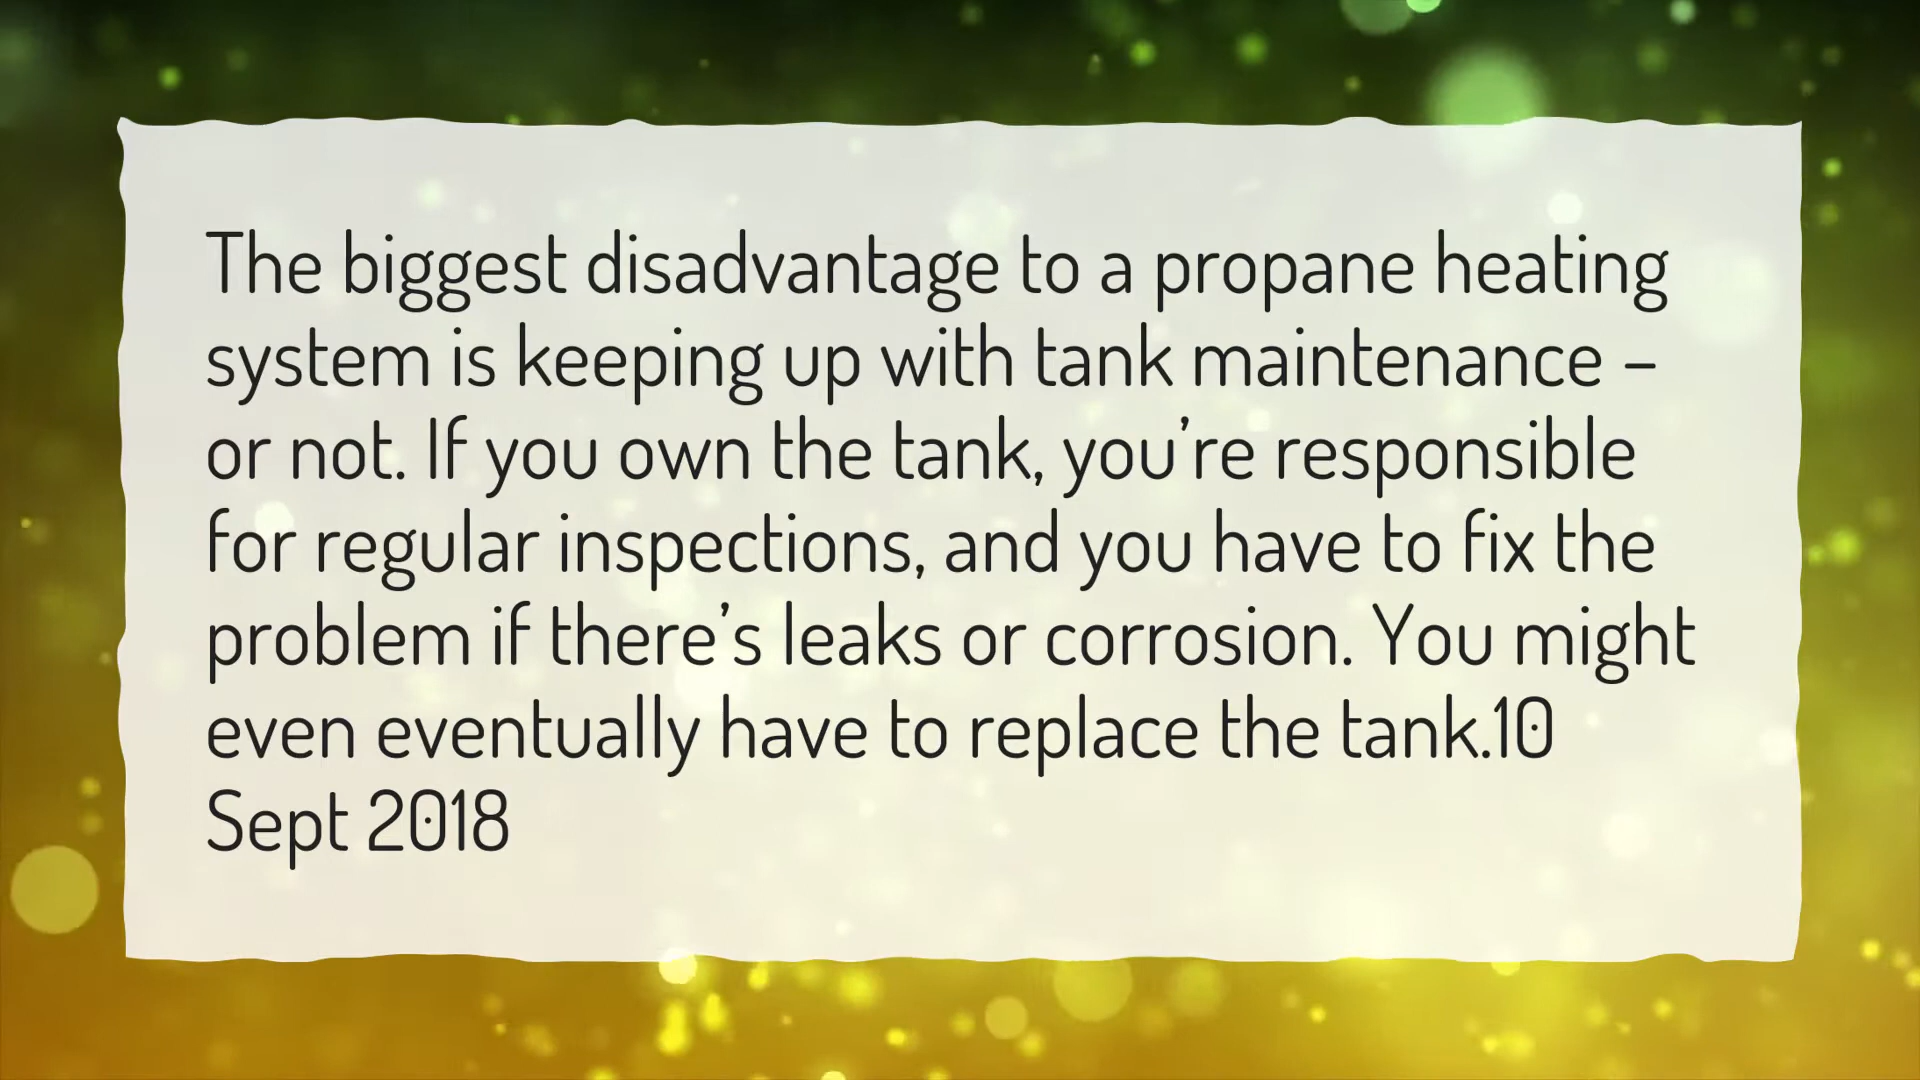 The biggest disadvantage to a propane heating
system is keeping up with tank maintenance –
or not. If you own the tank, you’re responsible
for regular inspections, and you have to fix the
problem if there’s leaks or corrosion. You might
even eventually have to replace the tank.10
Sept 2018